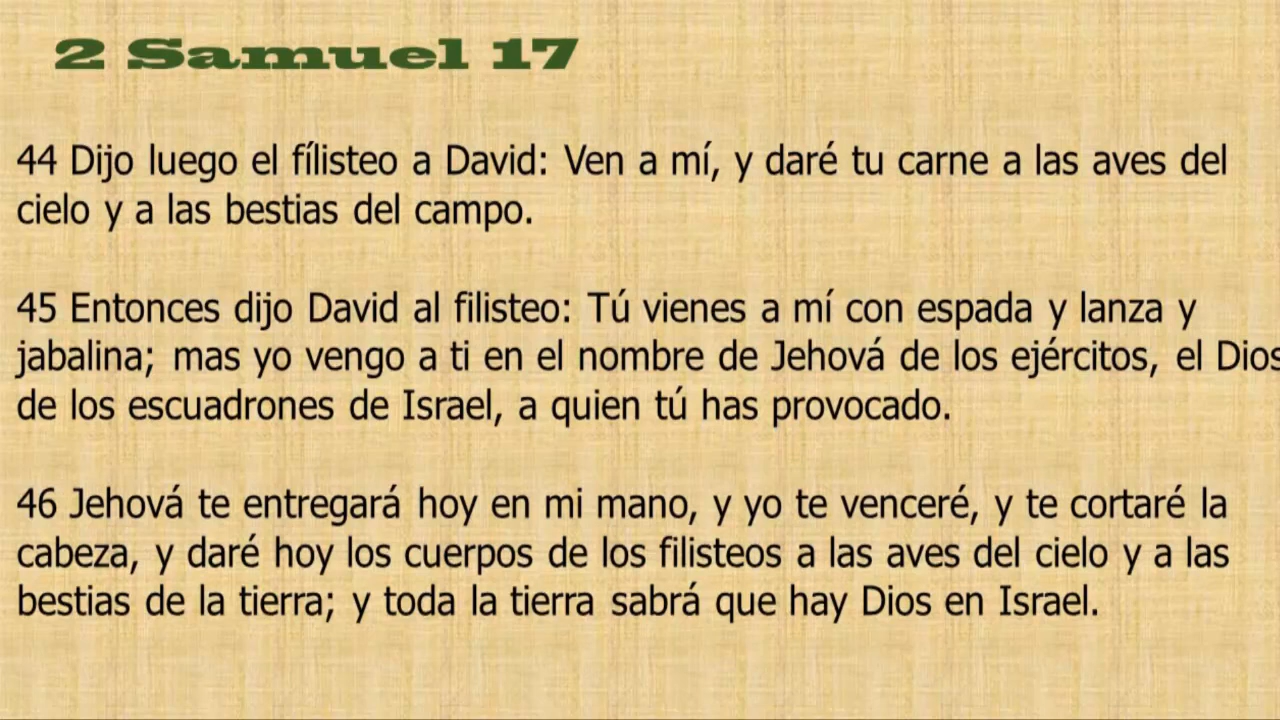 2 Samuel 17
44 Dijo luego el fílisteo a David: Ven a mí, y daré tu carne a las aves del
cielo y a las bestias del campo.
45 Entonces dijo David al filisteo: Tú vienes a mí con espada y lanza y
jabalina; mas yo vengo a ti en el nombre de Jehová de los ejércitos, el Dios
de los escuadrones de Israel, a quien tú has provocado.
46 Jehová te entregará hoy en mi mano, y yo te venceré, y te cortaré la
cabeza, y daré hoy los cuerpos de los filisteos a las aves del cielo y a las
bestias de la tierra; y toda la tierra sabrá que hay Dios en Israel.